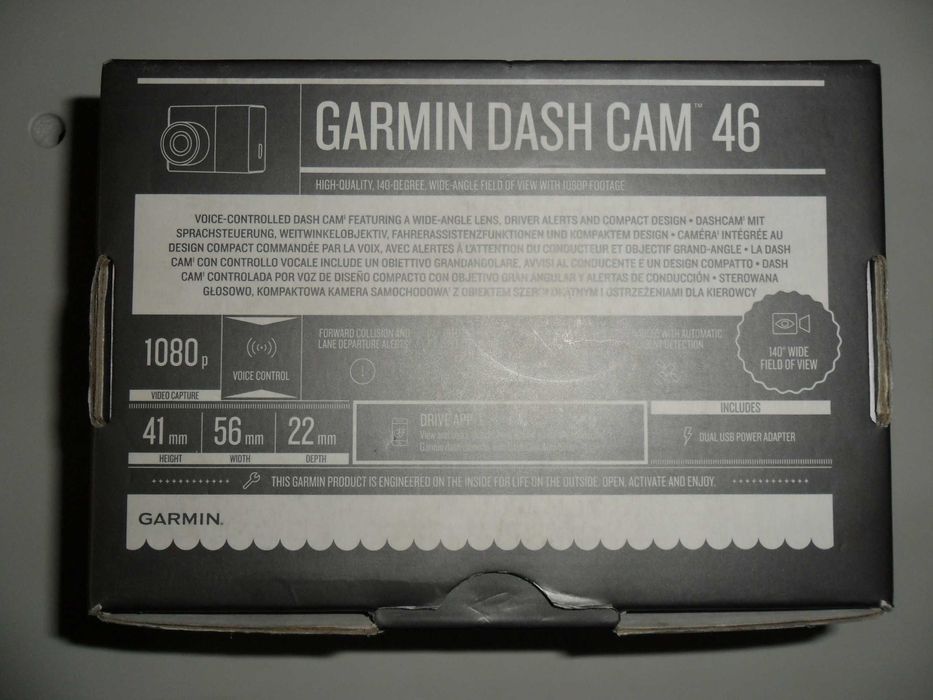 GARMIN DASH CAM™ 46
HIGH-QUALITY, 140-DEGREE, WIDE-ANGLE FIELD OF VIEW WITH 1080P FOOTAGE
VOICE-CONTROLLED DASH CAM¹ FEATURING A WIDE-ANGLE LENS, DRIVER ALERTS AND COMPACT DESIGN • DASHCAM¹ MIT
SPRACHSTEUERUNG, WEITWINKELOBJEKTIV, FAHRERASSISTENZFUNKTIONEN UND KOMPAKTEM DESIGN • CAMÉRA¹ INTÉGRÉE AU
DESIGN COMPACT COMMANDÉE PAR LA VOIX, AVEC ALERTES À L'ATTENTION DU CONDUCTEUR ET OBJECTIF GRAND-ANGLE • LA DASH
CAM¹ CON CONTROLLO VOCALE INCLUDE UN OBIETTIVO GRANDANGOLARE, AVVISI AL CONDUCENTE E UN DESIGN COMPATTO • DASH
CAM¹ CONTROLADA POR VOZ DE DISEÑO COMPACTO CON OBJETIVO GRAN ANGULAR Y ALERTAS DE CONDUCCIÓN • STEROWANA
GŁOSOWO, KOMPAKTOWA KAMERA SAMOCHODOWA¹ Z OBIEKTEM I OSTRZEŻENIAMI DLA KIEROWCY
1080p
VIDEO CAPTURE
VOICE CONTROL
FORWARD COLLISION AND
LANE DEPARTURE ALERTS
WITH AUTOMATIC
DETECTION
140° WIDE
FIELD OF VIEW
41 mm
HEIGHT
56 mm
WIDTH
22 mm
DEPTH
DRIVE APP
View and
Garmin dash
INCLUDES
DUAL USB POWER ADAPTER
THIS GARMIN PRODUCT IS ENGINEERED ON THE INSIDE FOR LIFE ON THE OUTSIDE. OPEN, ACTIVATE AND ENJOY.
GARMIN.